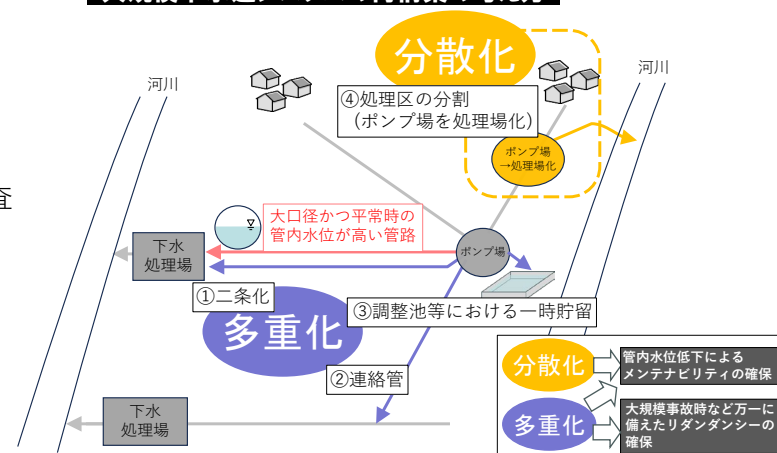 分散化
河川
河川
④処理区の分割
(ポンプ場を処理場化)
ポンプ場
→処理場化
査
大口径かつ平常時の
管内水位が高い管路
下水
処理場
ポンプ場
①二条化
③調整池等における一時貯留
多重化
②連絡管
下水
処理場
分散化
管内水位低下による
メンテナビリティの確保
多重化
大規模事故時など万一に
備えたリダンダンシーの
確保